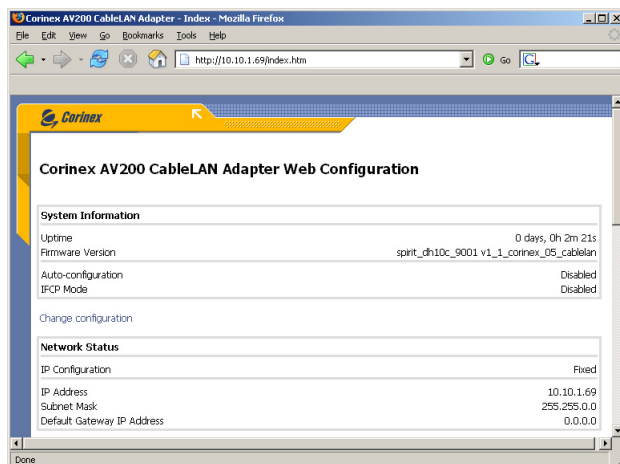 Corinex AV200 CableLAN Adapter - Index - Mozilla Firefox
File Edit View Go Bookmarks Tools Help
http://10.10.1.69/index.htm Go G
Corinex
Corinex AV200 CableLAN Adapter Web Configuration
System Information
Uptime 0 days, 0h 2m 21s
Firmware Version spirit_dh10c_9001 v1_1_corinex_05_cablelan
Auto-configuration Disabled
IFCP Mode Disabled
Change configuration
Network Status
IP Configuration Fixed
IP Address 10.10.1.69
Subnet Mask 255.255.0.0
Default Gateway IP Address 0.0.0.0
Done